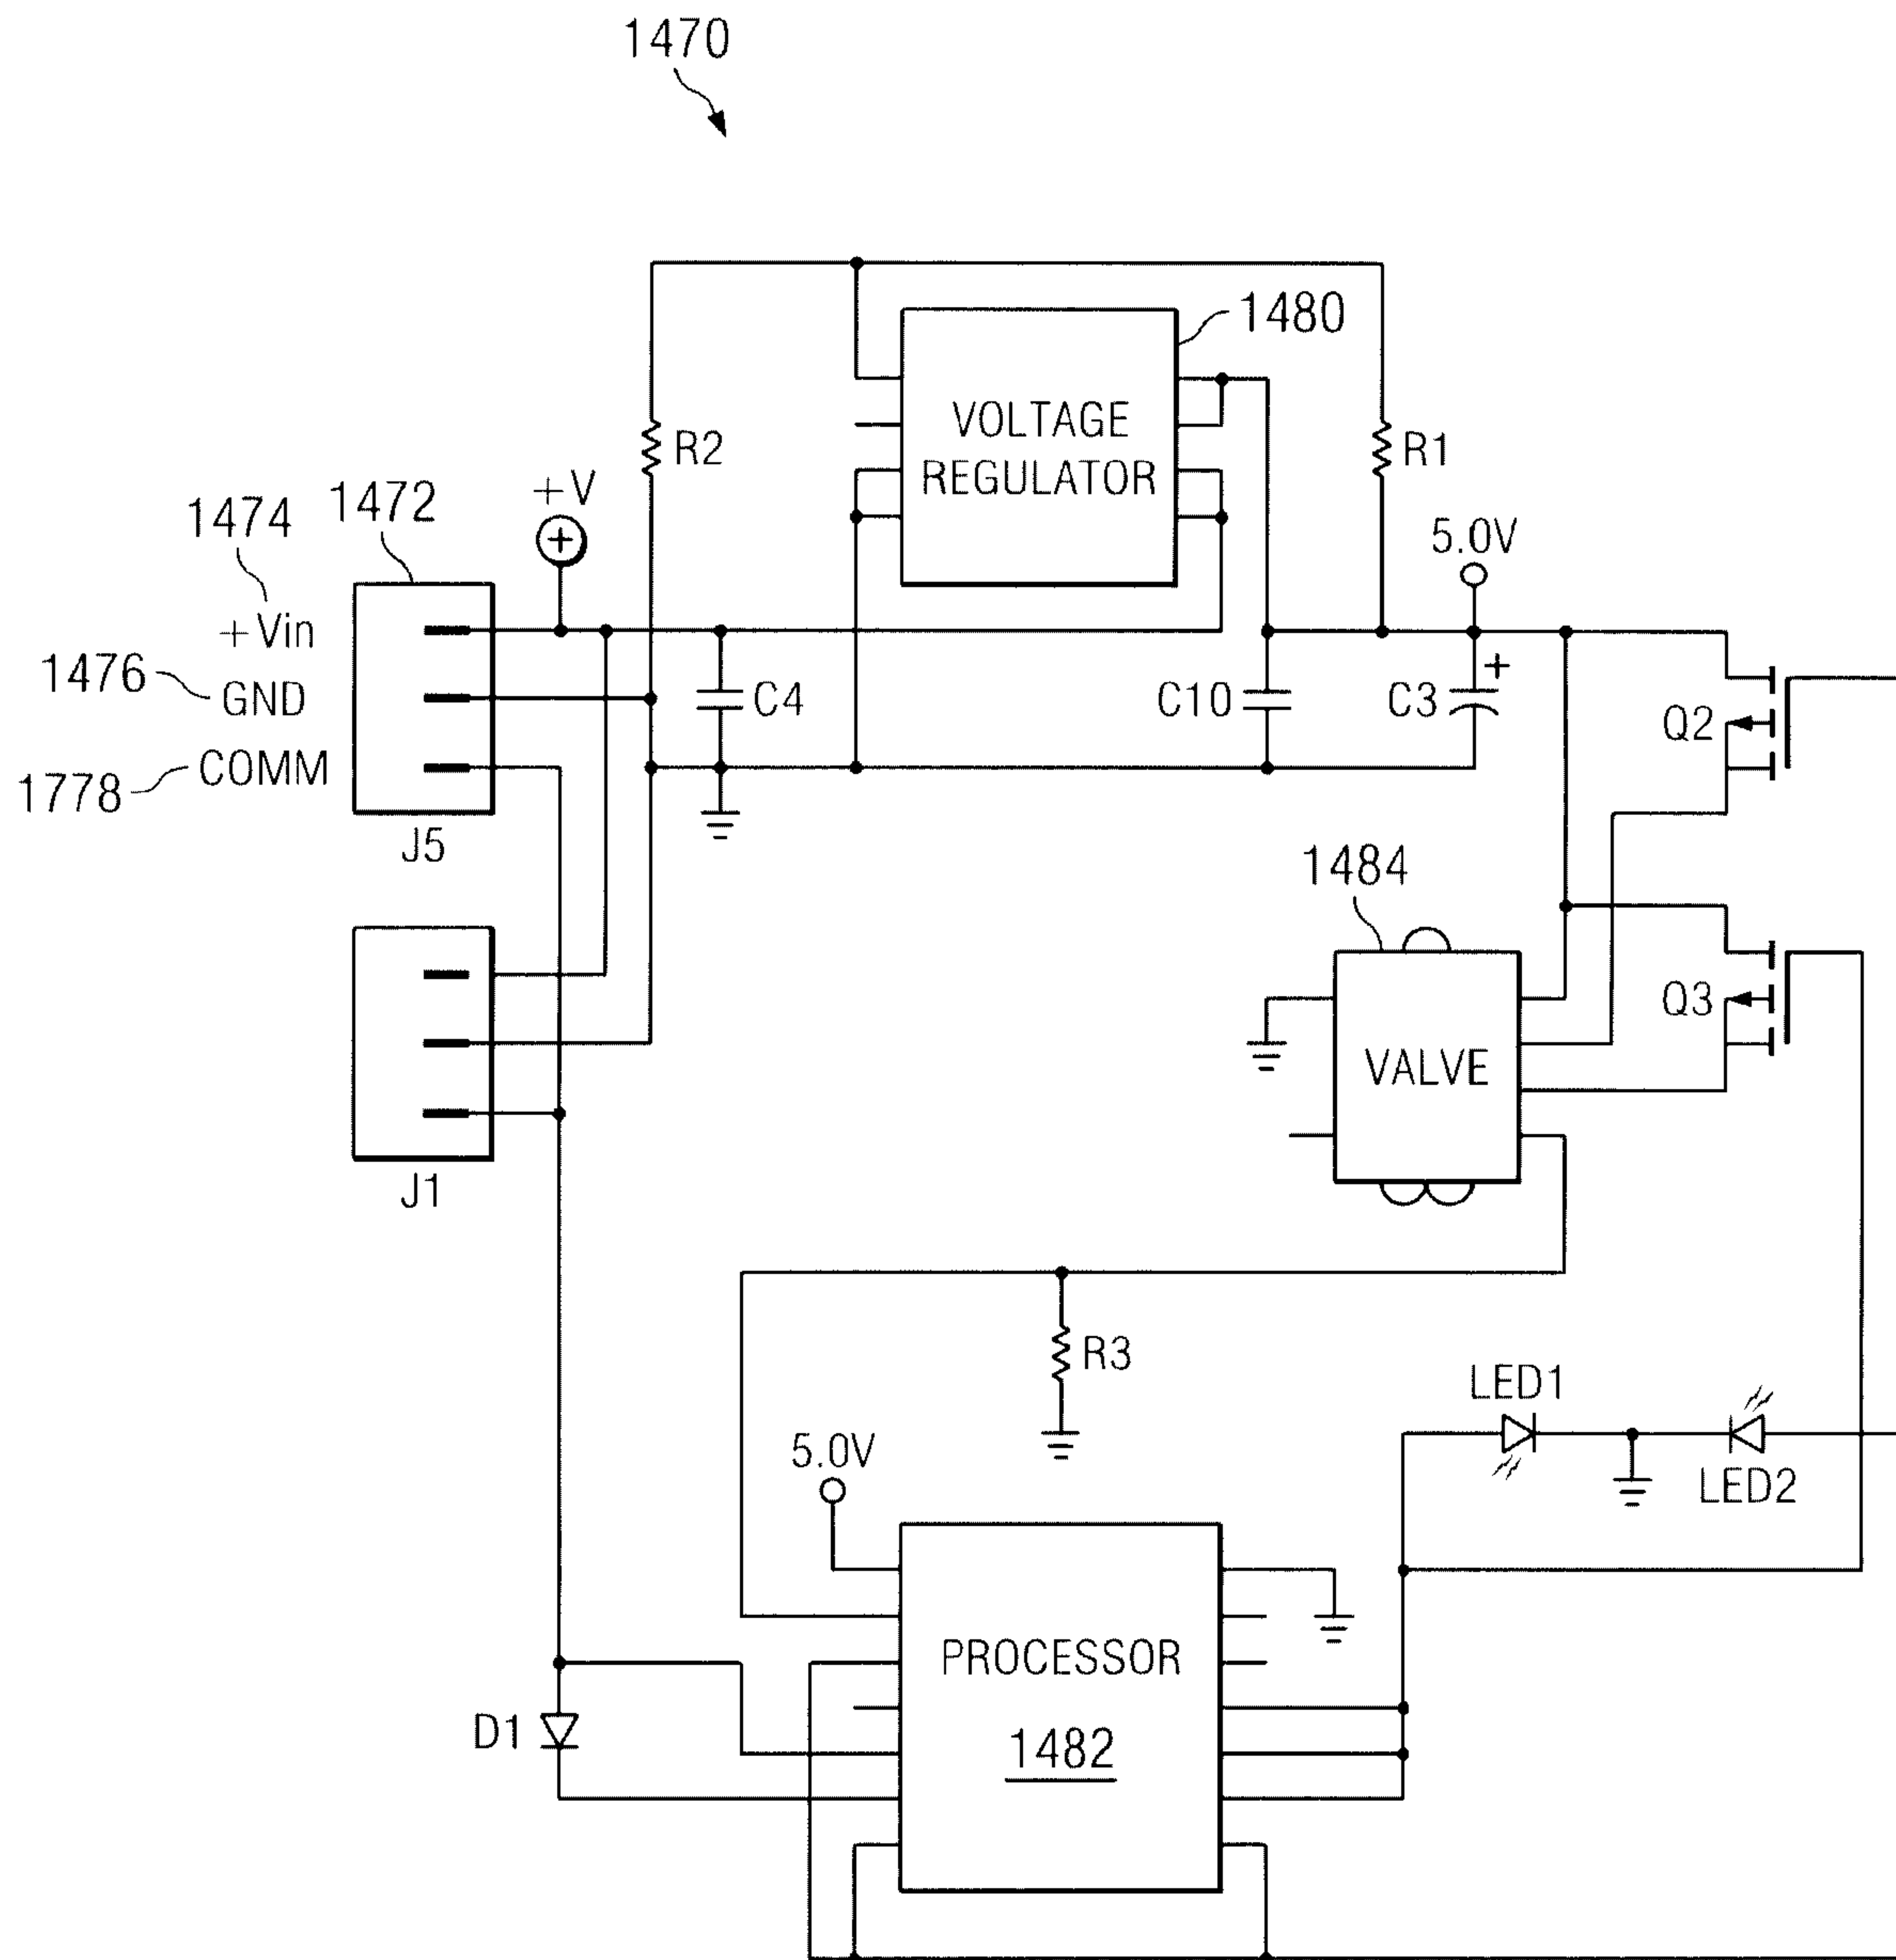 1470
1480
VOLTAGE
REGULATOR
R2
R1
+V
5.0V
1474
1472
+Vin
1476
GND
1778
COMM
J5
C4
C10
C3
+
Q2
1484
VALVE
Q3
J1
R3
LED1
LED2
5.0V
PROCESSOR
1482
D1